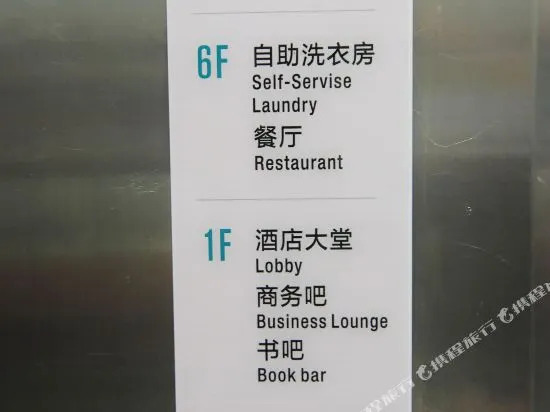 6F 自助洗衣房
Self-Servise
Laundry
餐厅
Restaurant
1F 酒店大堂
Lobby
商务吧
Business Lounge
书吧
Book bar
携程旅行 携程旅行